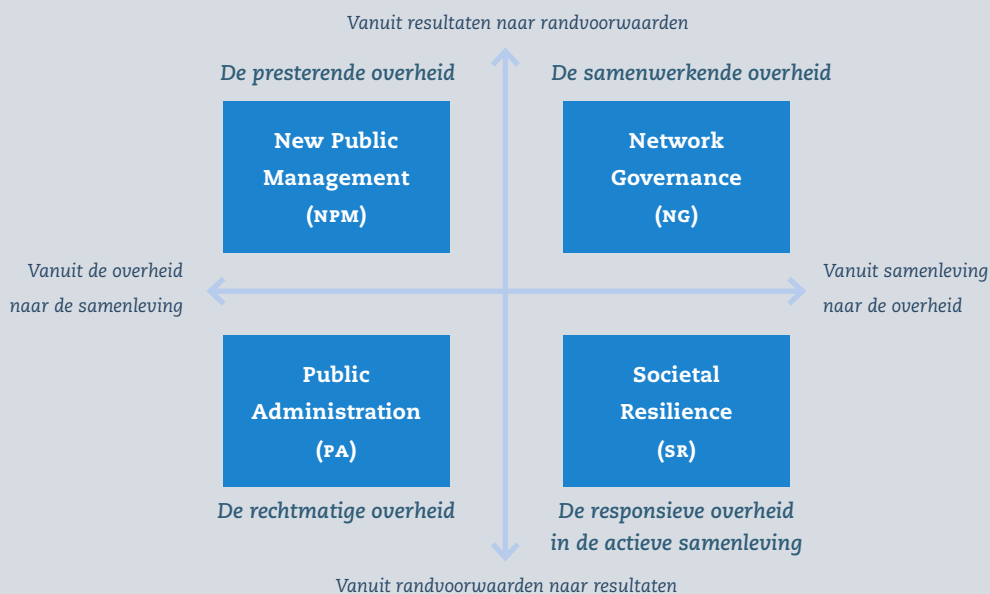 Vanuit resultaten naar randvoorwaarden
De presterende overheid
De samenwerkende overheid
New Public
Management
(NPM)
Network
Governance
(NG)
Vanuit de overheid
naar de samenleving
Vanuit samenleving
naar de overheid
Public
Administration
(PA)
Societal
Resilience
(SR)
De rechtmatige overheid
De responsieve overheid
in de actieve samenleving
Vanuit randvoorwaarden naar resultaten